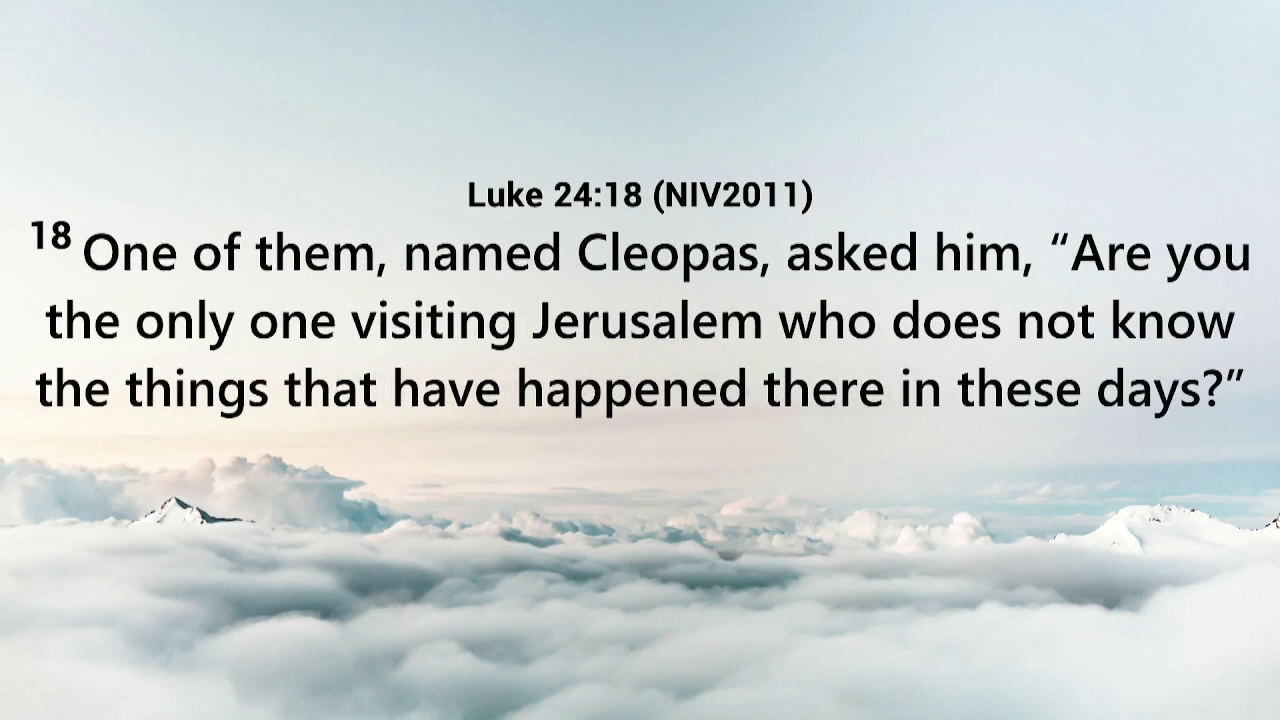 Luke 24:18 (NIV2011)
18 One of them, named Cleopas, asked him, “Are you
the only one visiting Jerusalem who does not know
the things that have happened there in these days?”